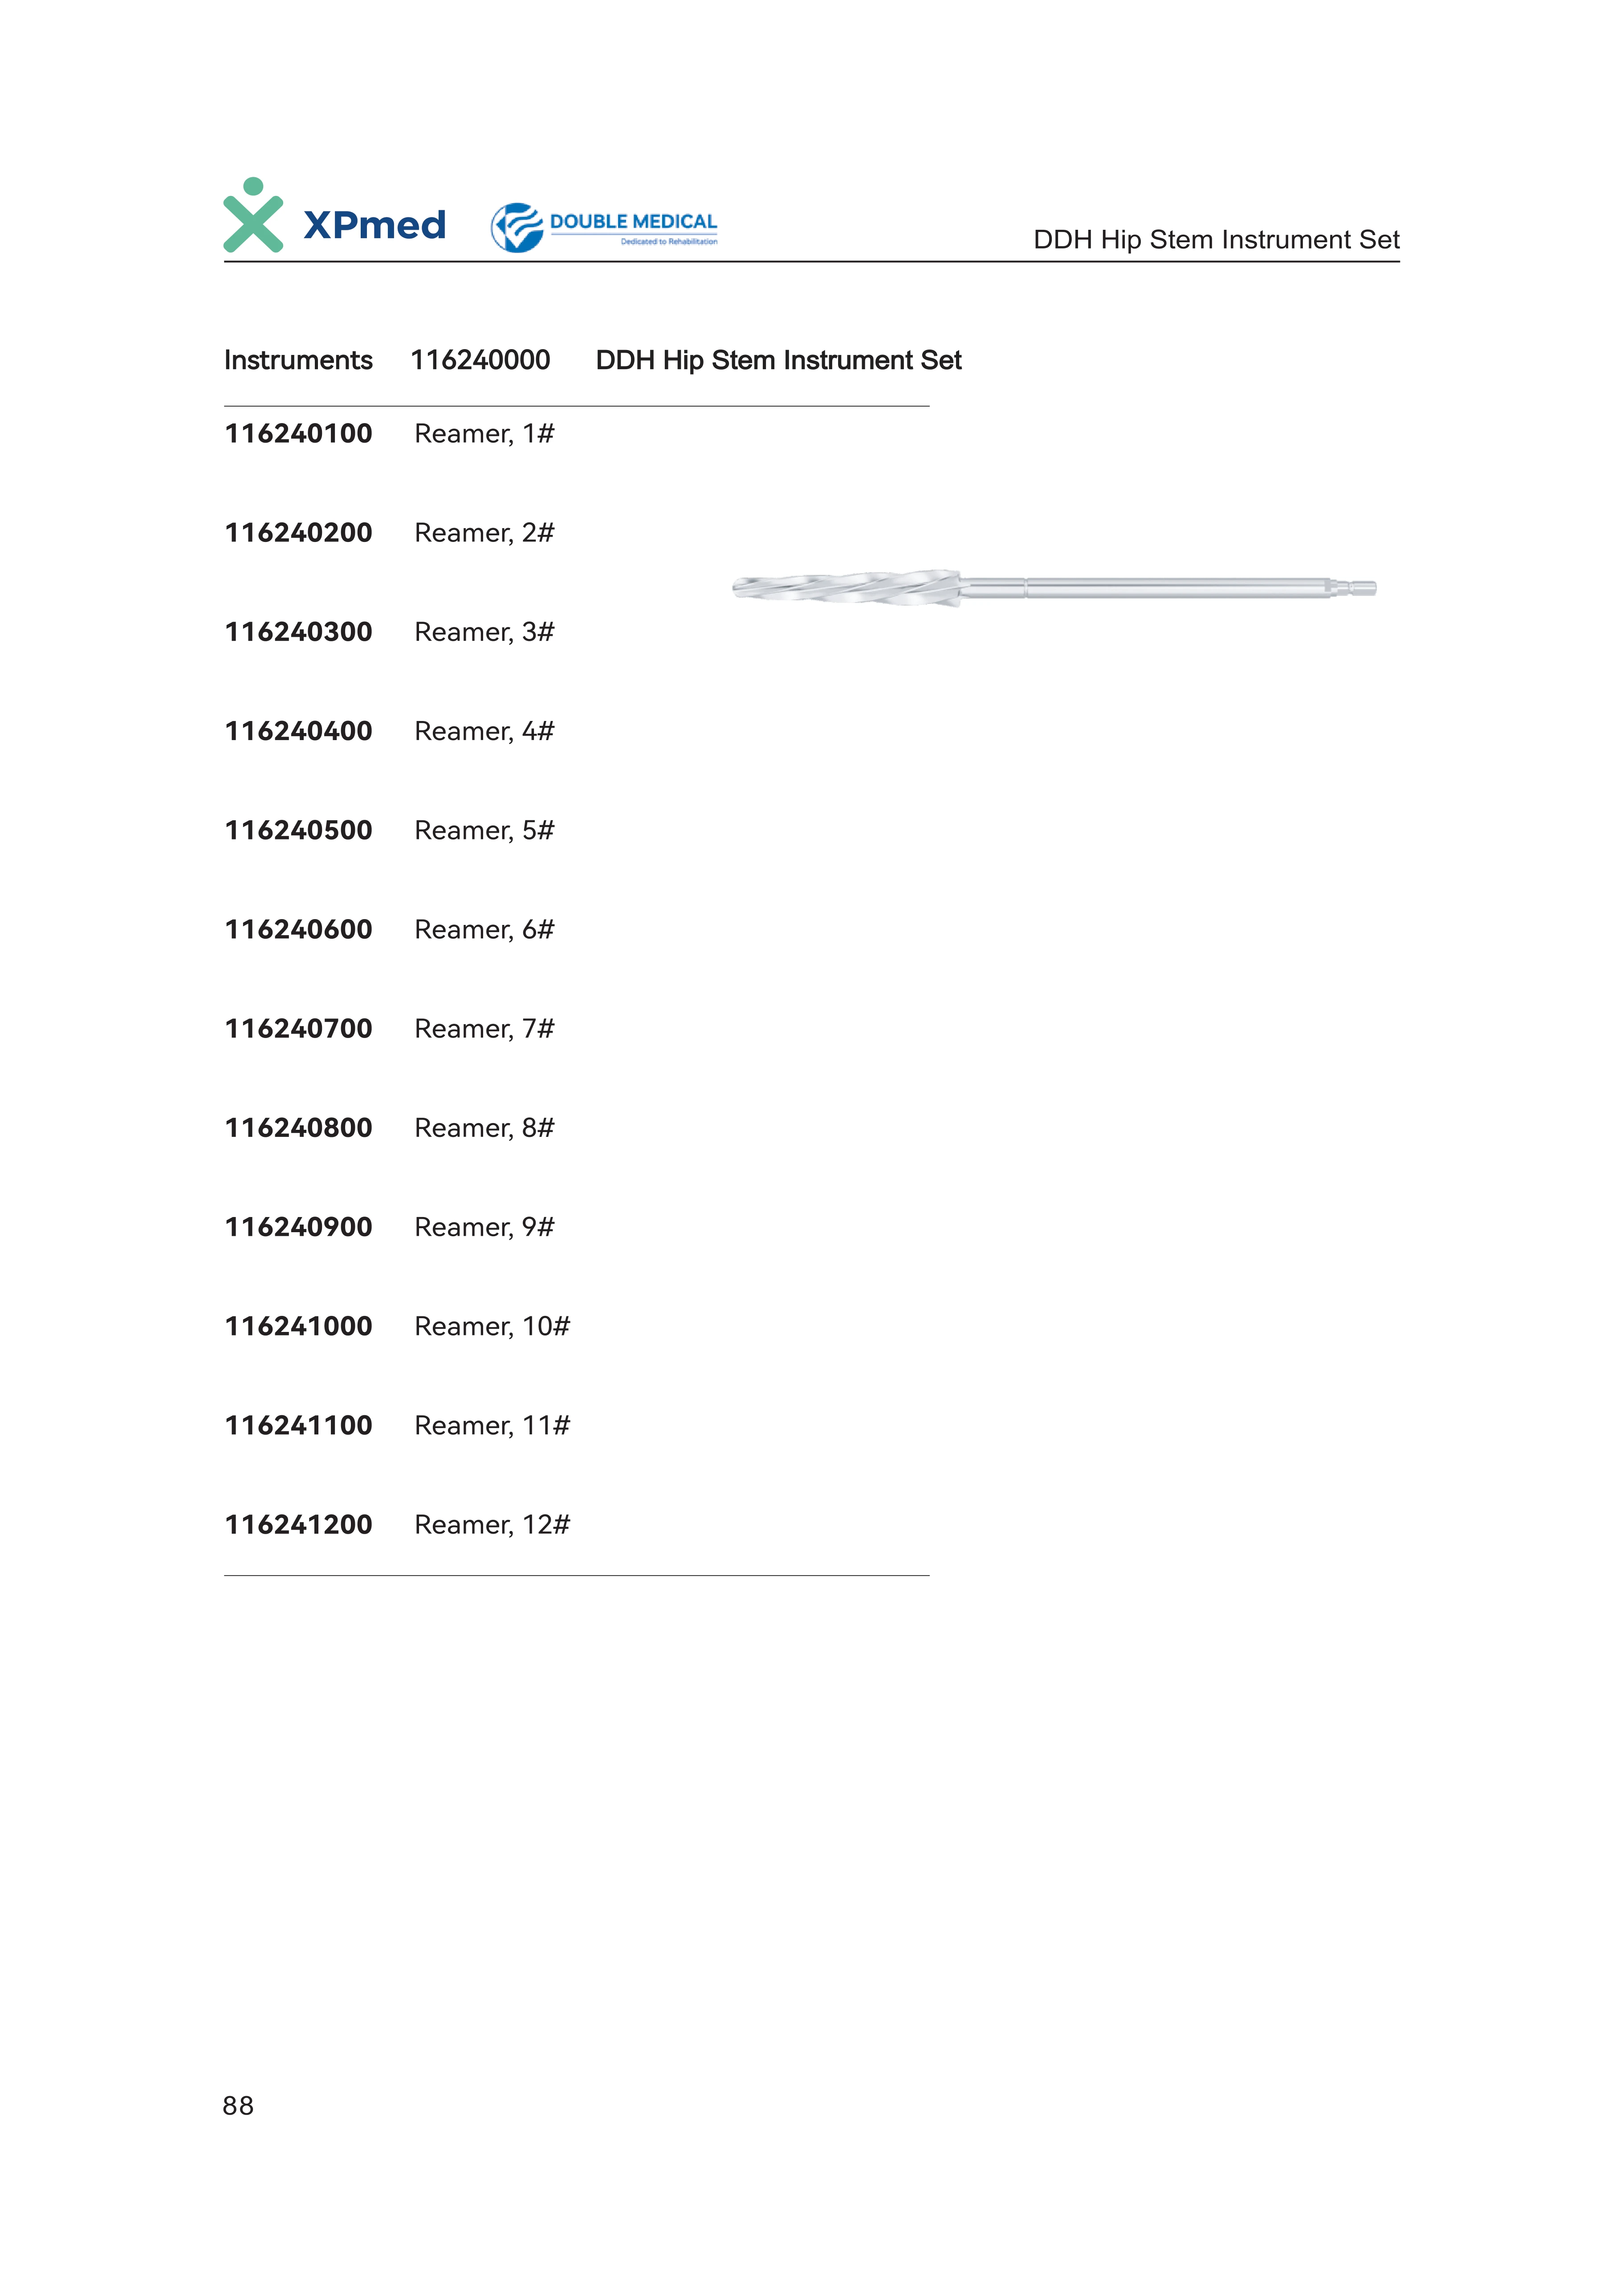 XPmed
DOUBLE MEDICAL
Dedicated to Rehabilitation
DDH Hip Stem Instrument Set
Instruments 116240000 DDH Hip Stem Instrument Set
116240100 Reamer, 1#
116240200 Reamer, 2#
116240300 Reamer, 3#
116240400 Reamer, 4#
116240500 Reamer, 5#
116240600 Reamer, 6#
116240700 Reamer, 7#
116240800 Reamer, 8#
116240900 Reamer, 9#
116241000 Reamer, 10#
116241100 Reamer, 11#
116241200 Reamer, 12#
88